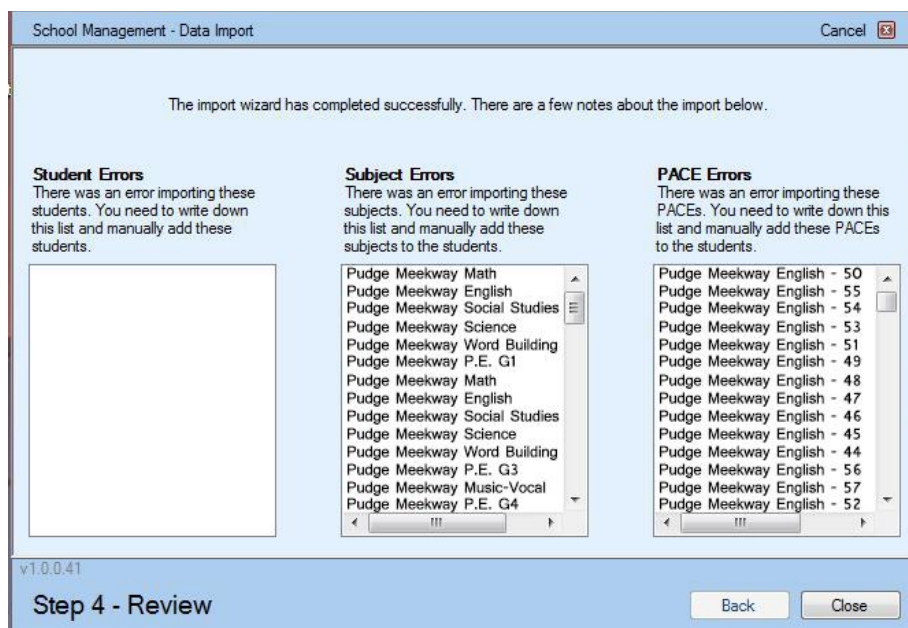 School Management - Data Import
Cancel
The import wizard has completed successfully. There are a few notes about the import below.
Student Errors
There was an error importing these
students. You need to write down
this list and manually add these
students.
Subject Errors
There was an error importing these
subjects. You need to write down
this list and manually add these
subjects to the students.
Pudge Meekway Math
Pudge Meekway English
Pudge Meekway Social Studies
Pudge Meekway Science
Pudge Meekway Word Building
Pudge Meekway P.E. G1
Pudge Meekway Math
Pudge Meekway English
Pudge Meekway Social Studies
Pudge Meekway Science
Pudge Meekway Word Building
Pudge Meekway P.E. G3
Pudge Meekway Music-Vocal
Pudge Meekway P.E. G4
PACE Errors
There was an error importing these
PACEs. You need to write down this
list and manually add these PACEs
to the students.
Pudge Meekway English - 50
Pudge Meekway English - 55
Pudge Meekway English - 54
Pudge Meekway English - 53
Pudge Meekway English - 51
Pudge Meekway English - 49
Pudge Meekway English - 48
Pudge Meekway English - 47
Pudge Meekway English - 46
Pudge Meekway English - 45
Pudge Meekway English - 44
Pudge Meekway English - 56
Pudge Meekway English - 57
Pudge Meekway English - 52
v1.0.0.41
Step 4 - Review
Back
Close